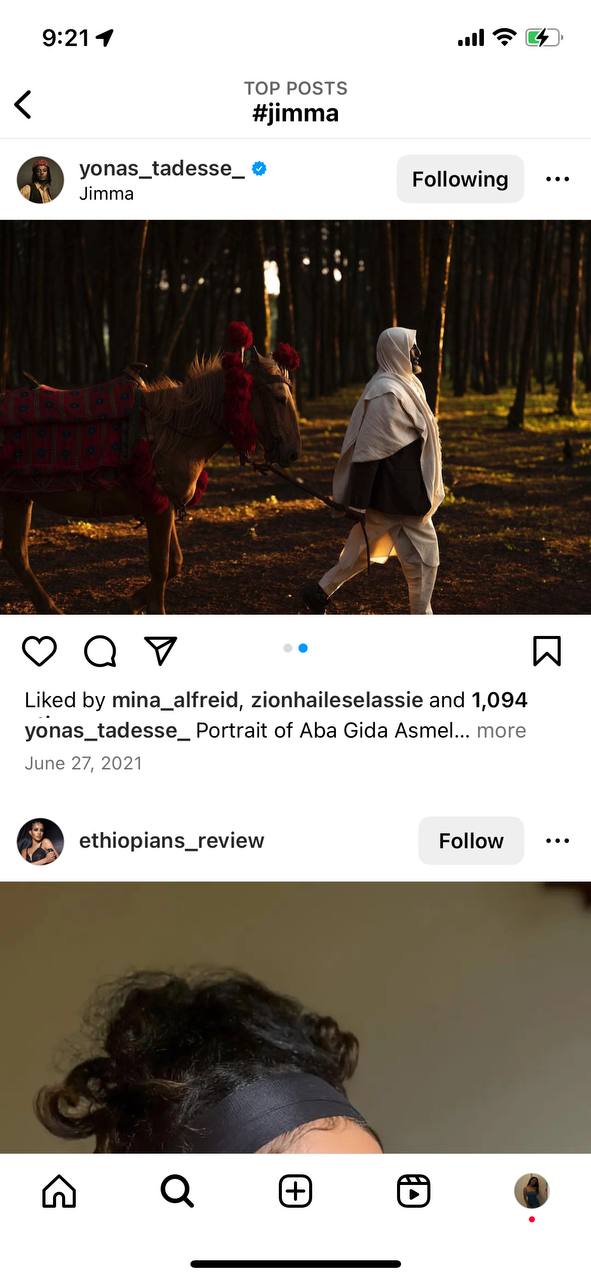 9:21
TOP POSTS
#jimma
yonas_tadesse_
Jimma
Following
Liked by mina_alfreid, zionhaileselassie and 1,094
yonas_tadesse_ Portrait of Aba Gida Asmel... more
June 27, 2021
ethiopians_review
Follow